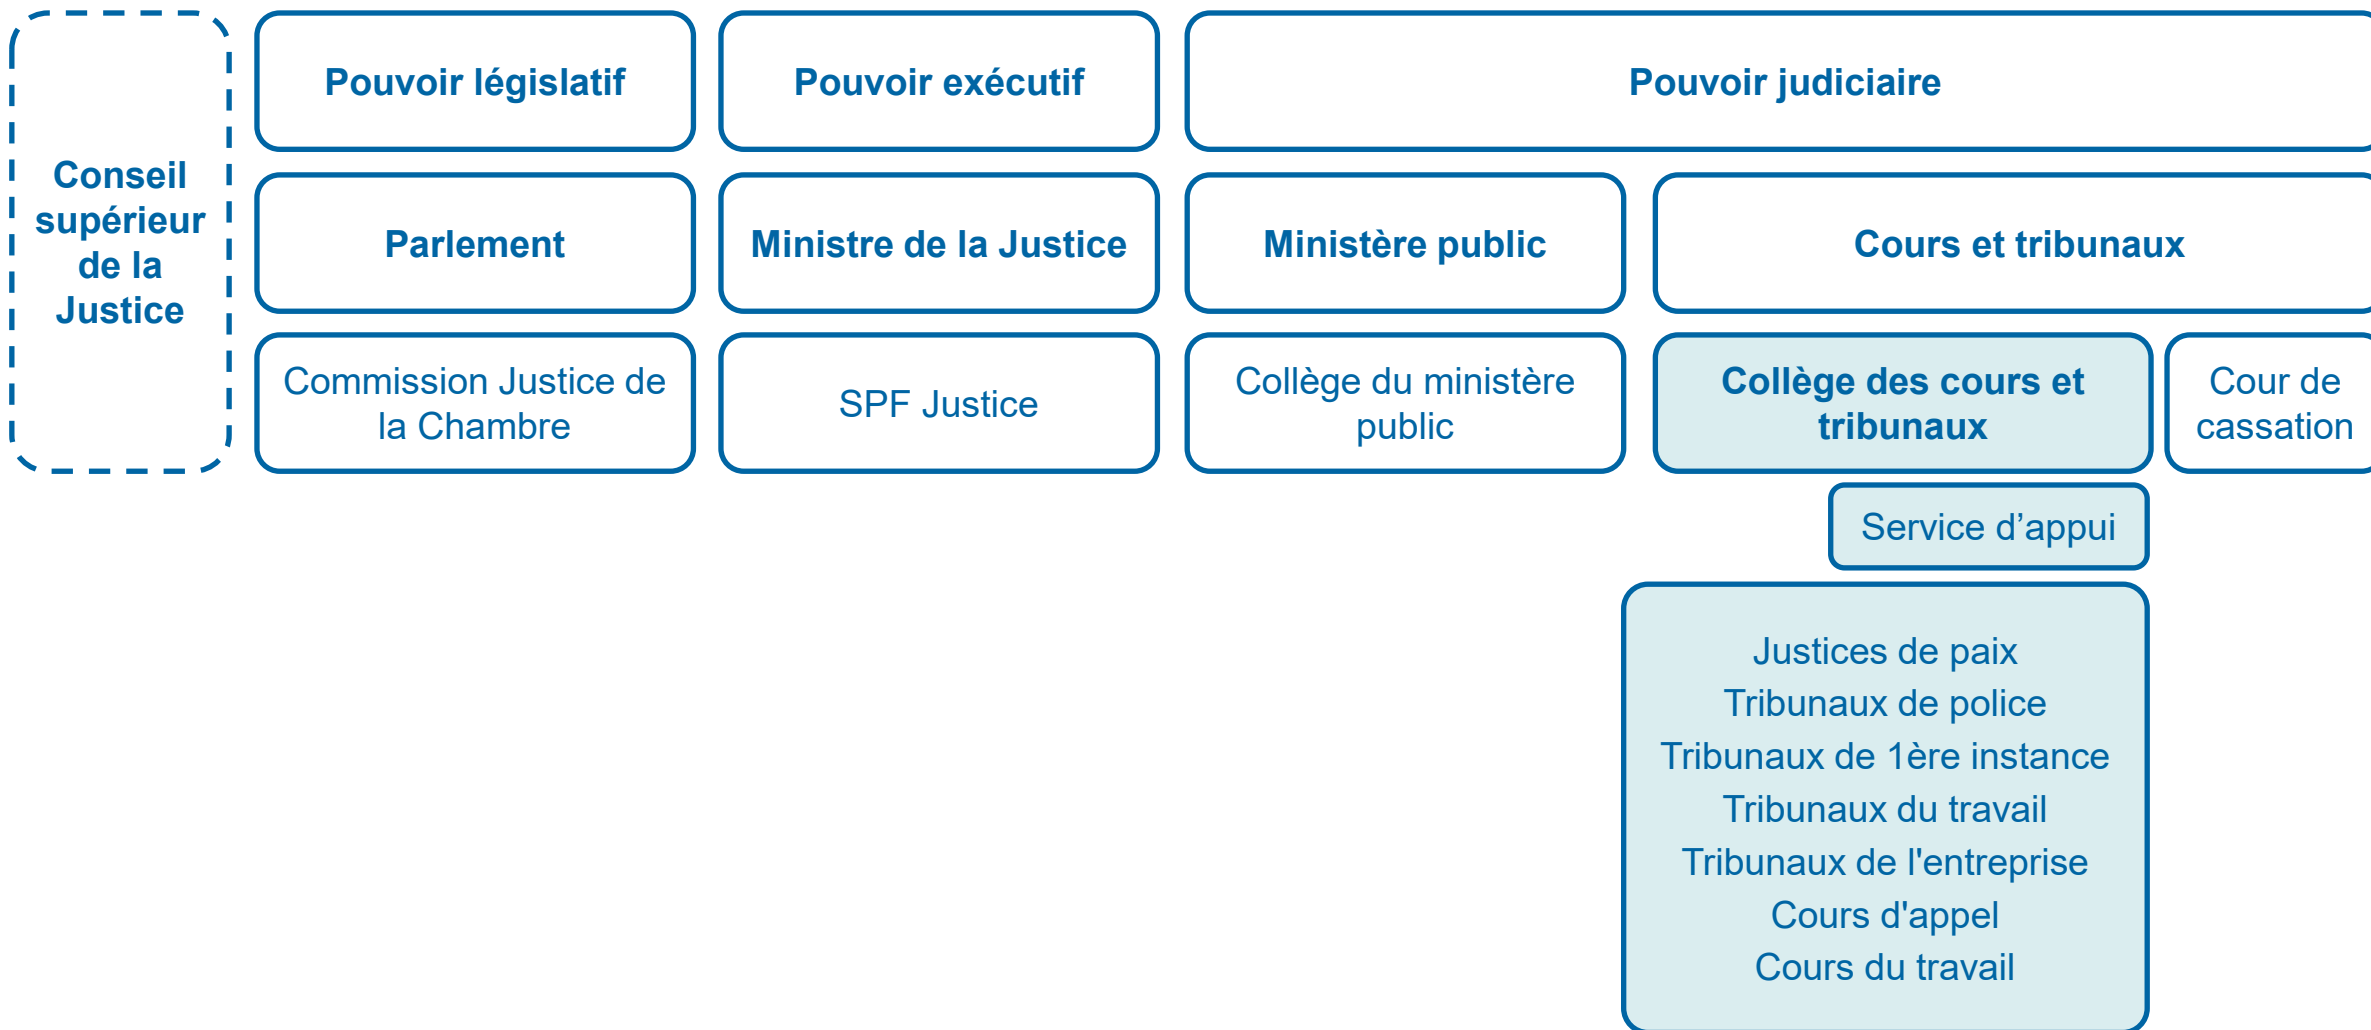 Conseil
supérieur
de la
Justice
Pouvoir législatif
Pouvoir exécutif
Pouvoir judiciaire
Parlement
Ministre de la Justice
Ministère public
Cours et tribunaux
Commission Justice de
la Chambre
SPF Justice
Collège du ministère
public
Collège des cours et
tribunaux
Cour de
cassation
Service d’appui
Justices de paix
Tribunaux de police
Tribunaux de 1ère instance
Tribunaux du travail
Tribunaux de l'entreprise
Cours d'appel
Cours du travail